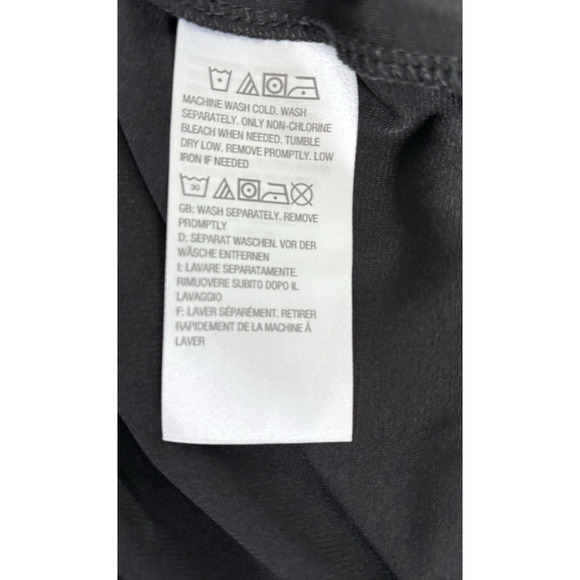 MACHINE WASH COLD. WASH
SEPARATELY. ONLY NON-CHLORINE
BLEACH WHEN NEEDED. TUMBLE
DRY LOW. REMOVE PROMPTLY. LOW
IRON IF NEEDED
30
GB: WASH SEPARATELY. REMOVE
PROMPTLY
D: SEPARAT WASCHEN. VOR DER
WÄSCHE ENTFERNEN
I: LAVARE SEPARATAMENTE.
RIMUOVERE SUBITO DOPO IL
LAVAGGIO
F: LAVER SÉPARÉMENT. RETIRER
RAPIDEMENT DE LA MACHINE À
LAVER